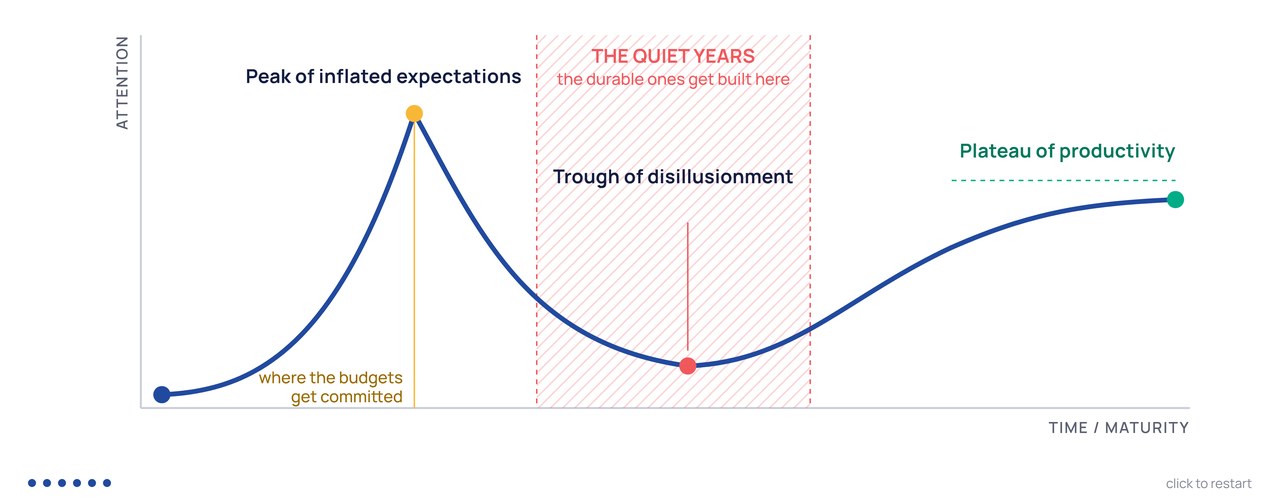 ATTENTION
Peak of inflated expectations
THE QUIET YEARS
the durable ones get built here
Trough of disillusionment
Plateau of productivity
where the budgets
get committed
TIME / MATURITY
click to restart